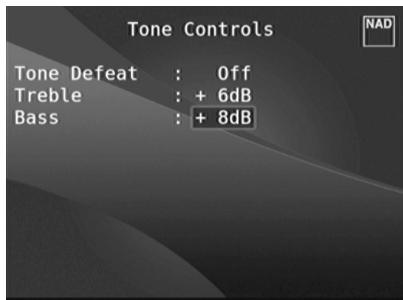 Tone Controls
NAD
Tone Defeat : Off
Treble : + 6dB
Bass : + 8dB